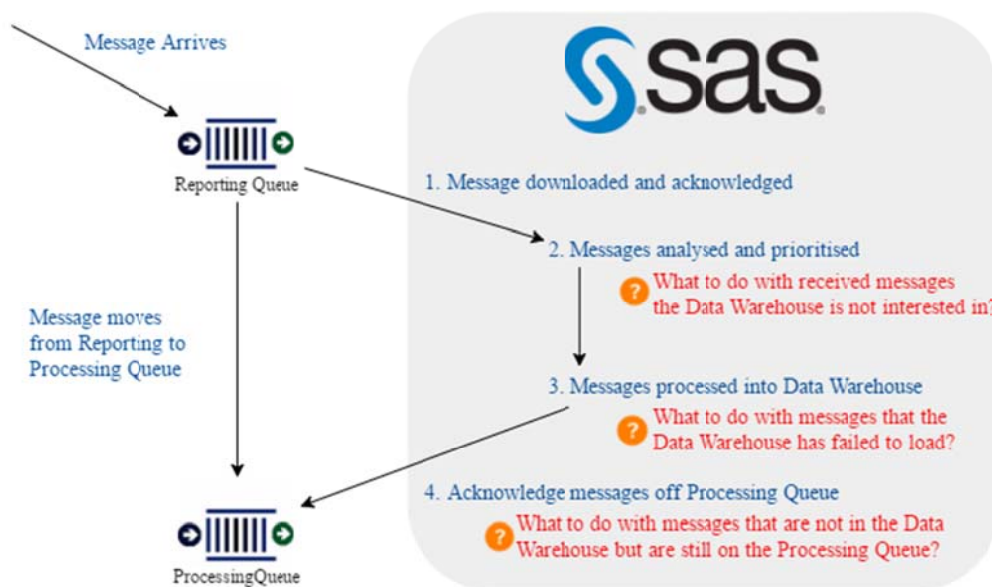 Message Arrives
Reporting Queue
Message moves
from Reporting to
Processing Queue
ProcessingQueue
sas
1. Message downloaded and acknowledged
2. Messages analysed and prioritised
? What to do with received messages
the Data Warehouse is not interested in?
3. Messages processed into Data Warehouse
? What to do with messages that the
Data Warehouse has failed to load?
4. Acknowledge messages off Processing Queue
? What to do with messages that are not in the Data
Warehouse but are still on the Processing Queue?